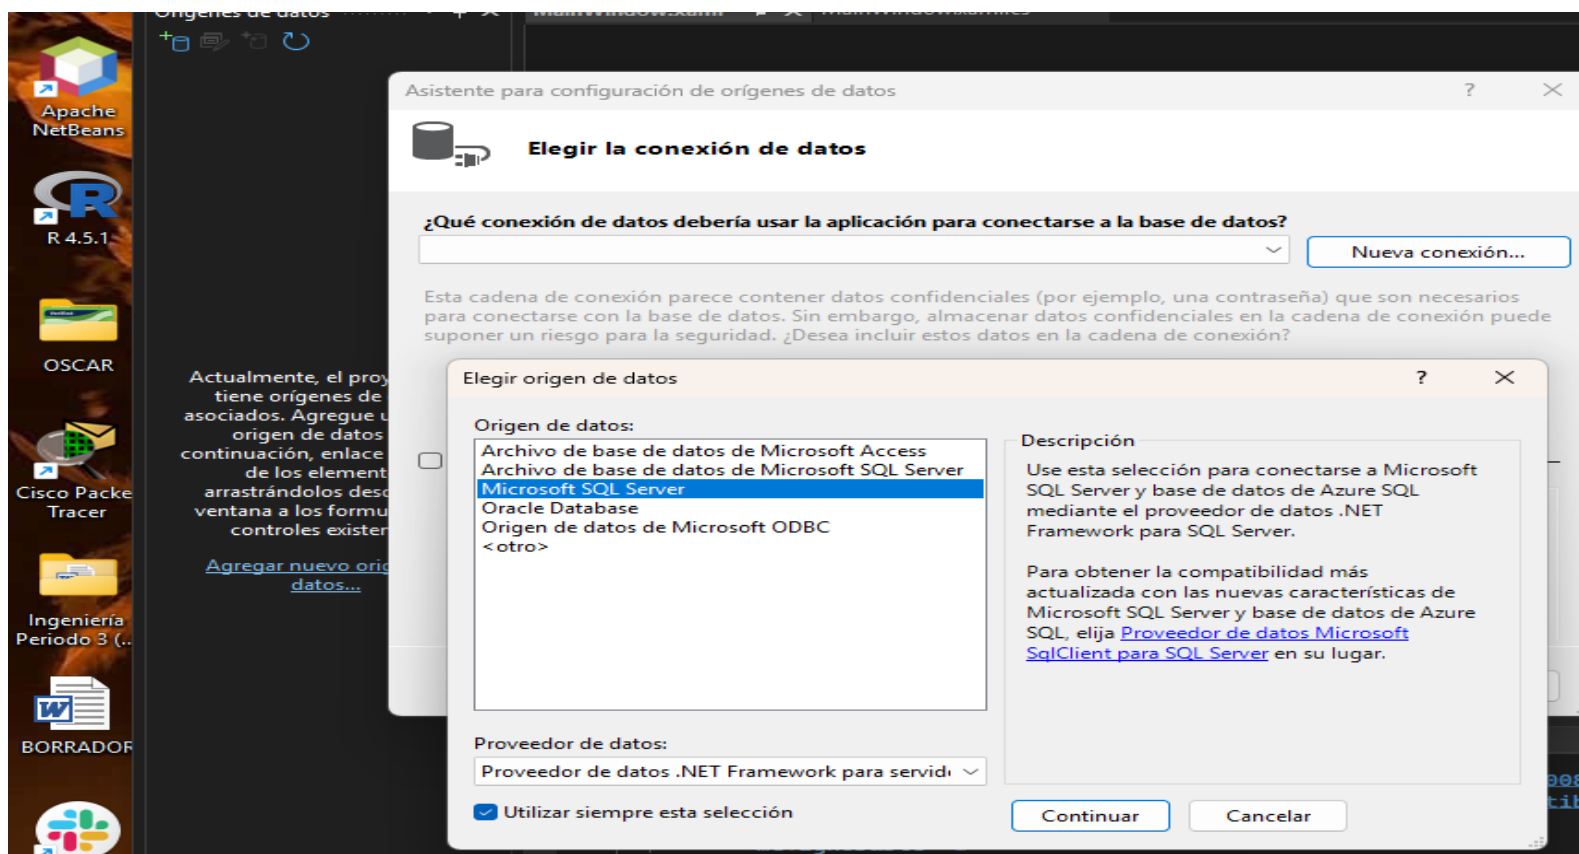 Orígenes de datos
MainWindow.xaml
MainWindow.xaml.cs
Apache
NetBeans
R 4.5.1
OSCAR
Cisco Packe
Tracer
Ingeniería
Periodo 3 (..
BORRADOR
Actualmente, el proy
tiene orígenes de
asociados. Agregue u
origen de datos
continuación, enlace
de los element
arrastrándolos desd
ventana a los formu
controles existen
Agregar nuevo orig
datos...
Asistente para configuración de orígenes de datos
Elegir la conexión de datos
¿Qué conexión de datos debería usar la aplicación para conectarse a la base de datos?
Nueva conexión...
Esta cadena de conexión parece contener datos confidenciales (por ejemplo, una contraseña) que son necesarios
para conectarse con la base de datos. Sin embargo, almacenar datos confidenciales en la cadena de conexión puede
suponer un riesgo para la seguridad. ¿Desea incluir estos datos en la cadena de conexión?
Elegir origen de datos
Origen de datos:
Archivo de base de datos de Microsoft Access
Archivo de base de datos de Microsoft SQL Server
Microsoft SQL Server
Oracle Database
Origen de datos de Microsoft ODBC
<otro>
Descripción
Use esta selección para conectarse a Microsoft
SQL Server y base de datos de Azure SQL
mediante el proveedor de datos .NET
Framework para SQL Server.
Para obtener la compatibilidad más
actualizada con las nuevas características de
Microsoft SQL Server y base de datos de Azure
SQL, elija Proveedor de datos Microsoft
SqlClient para SQL Server en su lugar.
Proveedor de datos:
Proveedor de datos .NET Framework para servid
Utilizar siempre esta selección
Continuar
Cancelar